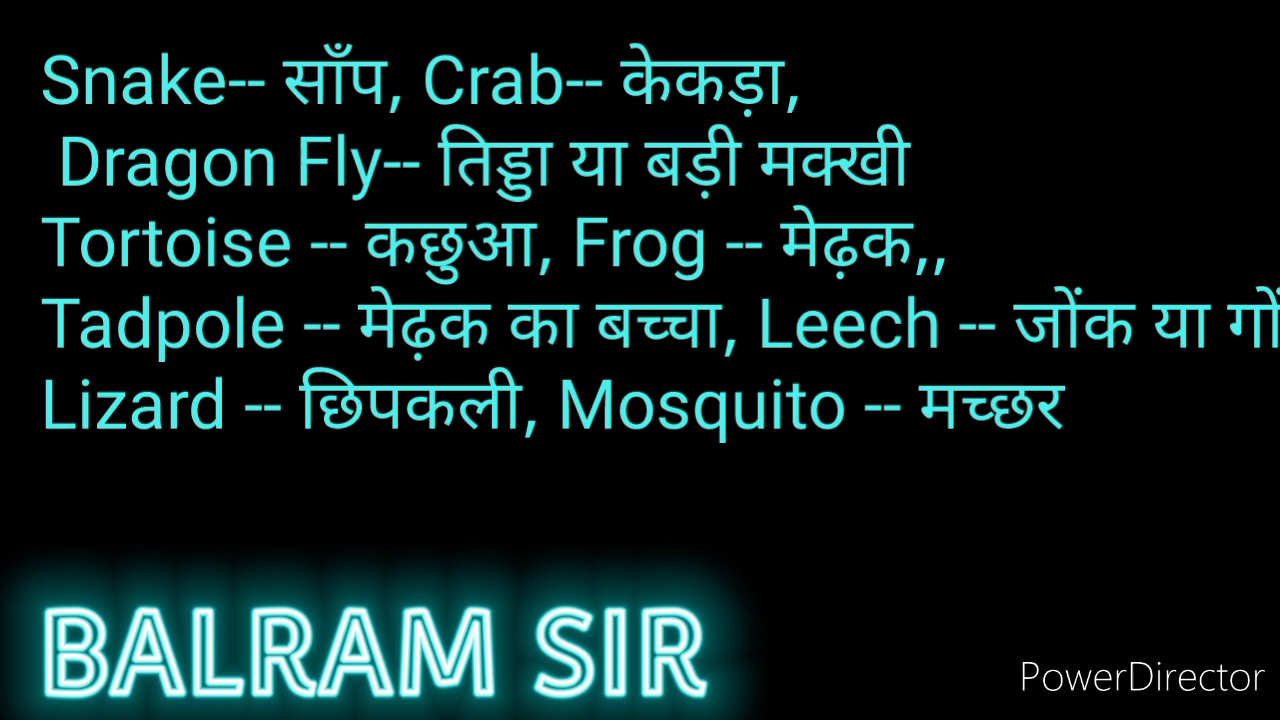 Snake-- साँप, Crab-- केकड़ा,
Dragon Fly-- तिड्डा या बड़ी मक्खी
Tortoise -- कछुआ, Frog -- मेढ़क,,
Tadpole -- मेढ़क का बच्चा, Leech -- जोंक या
Lizard -- छिपकली, Mosquito -- मच्छर
BALRAM SIR
PowerDirector